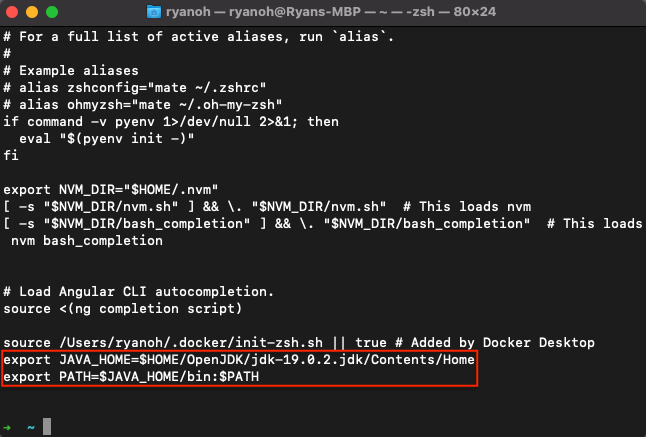 ryanoh — ryanoh@Ryans-MBP — ~ — -zsh — 80×24
# For a full list of active aliases, run `alias`.
#
# Example aliases
# alias zshconfig="mate ~/.zshrc"
# alias ohmyzsh="mate ~/.oh-my-zsh"
if command -v pyenv 1>/dev/null 2>&1; then
  eval "$(pyenv init -)"
fi
export NVM_DIR="$HOME/.nvm"
[ -s "$NVM_DIR/nvm.sh" ] && \. "$NVM_DIR/nvm.sh"  # This loads nvm
[ -s "$NVM_DIR/bash_completion" ] && \. "$NVM_DIR/bash_completion"  # This loads
 nvm bash_completion
# Load Angular CLI autocompletion.
source <(ng completion script)
source /Users/ryanoh/.docker/init-zsh.sh || true # Added by Docker Desktop
export JAVA_HOME=$HOME/OpenJDK/jdk-19.0.2.jdk/Contents/Home
export PATH=$JAVA_HOME/bin:$PATH
➜  ~